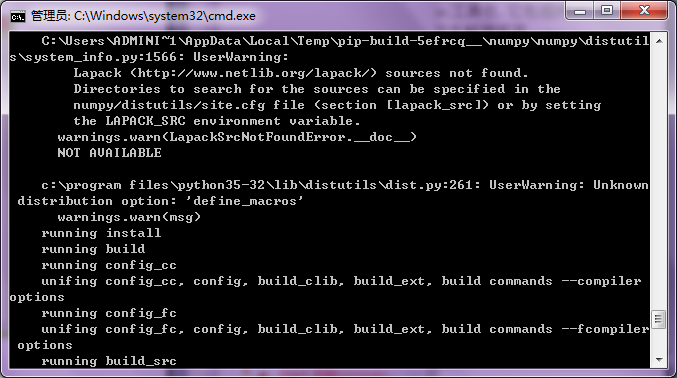 管理员: C:\Windows\system32\cmd.exe
C:\Users\ADMINI~1\AppData\Local\Temp\pip-build-5efrcq__\numpy\numpy\distutil
s\system_info.py:1566: UserWarning:
Lapack (http://www.netlib.org/lapack/) sources not found.
Directories to search for the sources can be specified in the
numpy/distutils/site.cfg file (section [lapack_src]) or by setting
the LAPACK_SRC environment variable.
warnings.warn(LapackSrcNotFoundError.__doc__)
NOT AVAILABLE
c:\program files\python35-32\lib\distutils\dist.py:261: UserWarning: Unknown
distribution option: 'define_macros'
warnings.warn(msg)
running install
running build
running config_cc
unifing config_cc, config, build_clib, build_ext, build commands --compiler
options
running config_fc
unifing config_fc, config, build_clib, build_ext, build commands --fcompiler
options
running build_src